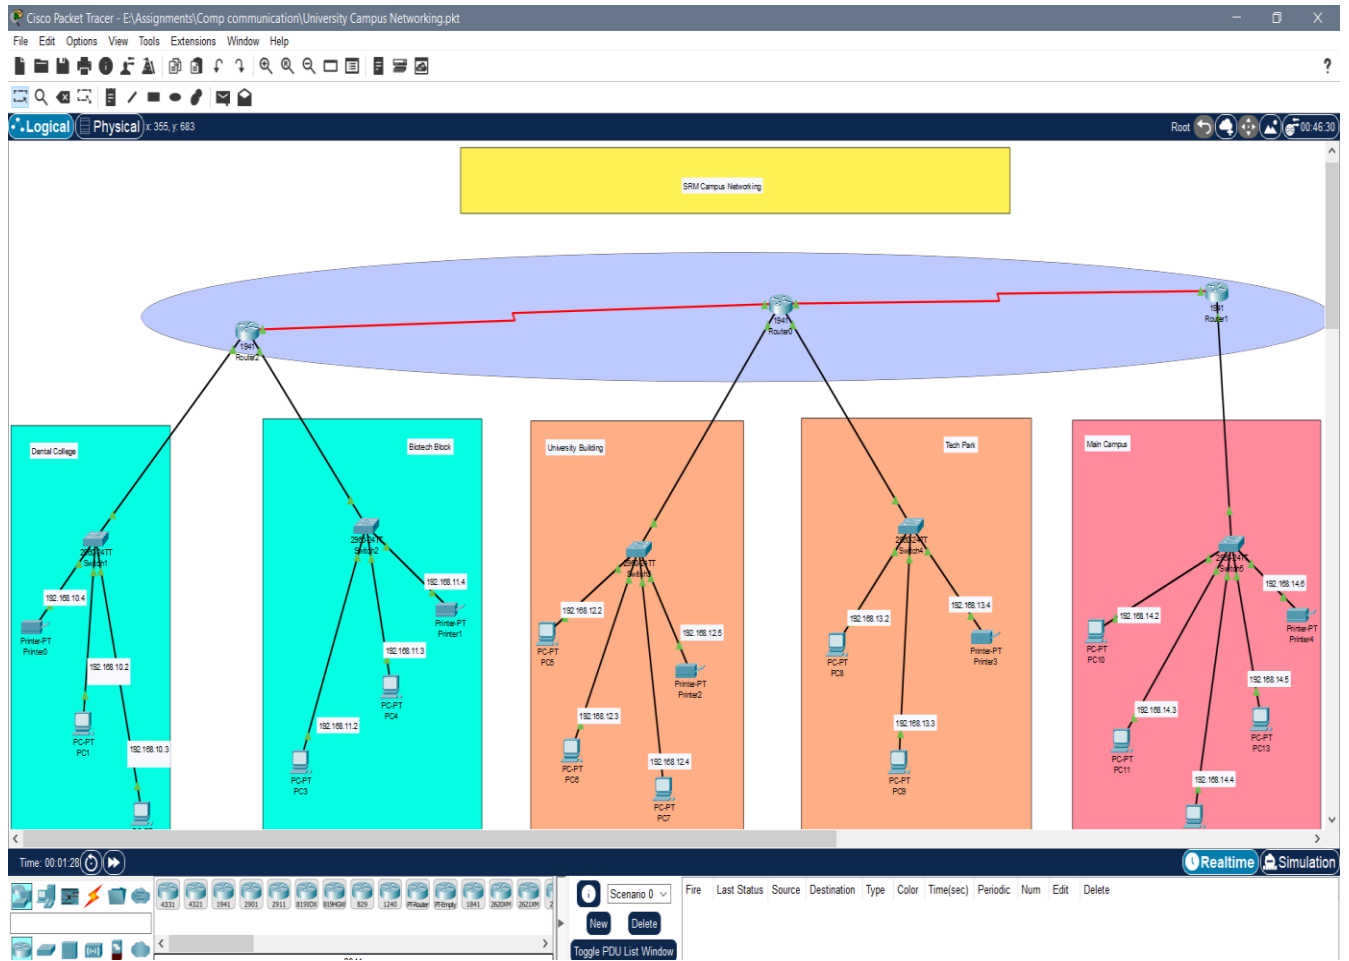 Cisco Packet Tracer - E:\Assignments\Comp communication\University Campus Networking.pkt
File Edit Options View Tools Extensions Window Help
?
Logical Physical x: 355, y: 683
Root 00:46:30
SRM Campus Networking
1941
Router2
1941
Router0
1941
Router1
Dental College
Biotech Block
University Building
Tech Park
Main Campus
2960-24TT
Switch1
2960-24TT
Switch2
2960-24TT
Switch3
2960-24TT
Switch4
2960-24TT
Switch5
192.168.10.4
Printer-PT
Printer0
192.168.10.2
PC-PT
PC1
192.168.10.3
192.168.11.4
Printer-PT
Printer1
192.168.11.3
PC-PT
PC4
192.168.11.2
PC-PT
PC3
192.168.12.2
PC-PT
PC5
192.168.12.5
Printer-PT
Printer2
192.168.12.3
PC-PT
PC6
192.168.12.4
PC-PT
PC7
192.168.13.2
PC-PT
PC8
192.168.13.4
Printer-PT
Printer3
192.168.13.3
PC-PT
PC9
192.168.14.2
PC-PT
PC10
192.168.14.6
Printer-PT
Printer4
192.168.14.3
PC-PT
PC11
192.168.14.5
PC-PT
PC13
192.168.14.4
Time: 00:01:28
Realtime Simulation
4331 4321 1941 2901 2911 819IOX 819HGW 829 1240 PT-Router PT-Empty 1841 2620XM 2621XM
Scenario 0
New Delete
Toggle PDU List Window
Fire Last Status Source Destination Type Color Time(sec) Periodic Num Edit Delete